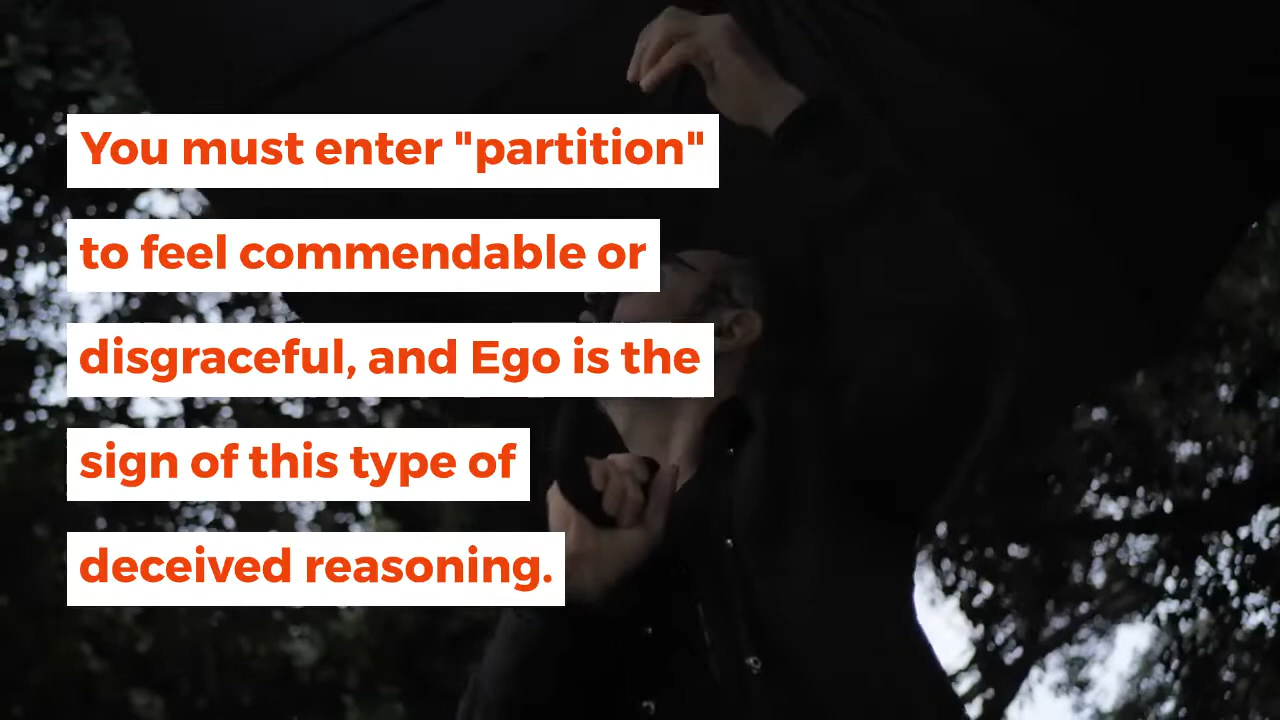 You must enter "partition"
to feel commendable or
disgraceful, and Ego is the
sign of this type of
deceived reasoning.